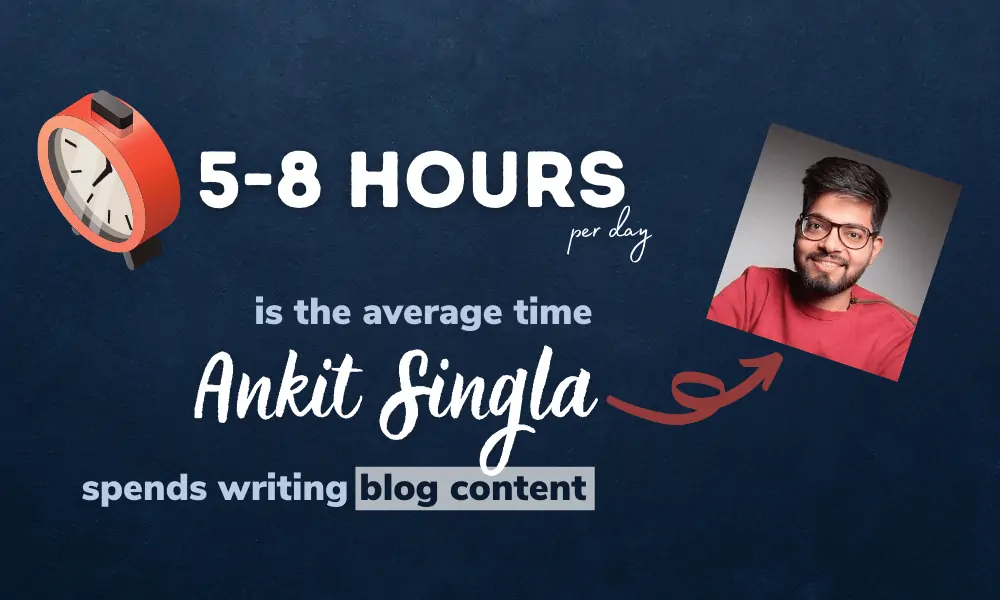 5-8 HOURS
per day
is the average time
Ankit Singla
spends writing blog content